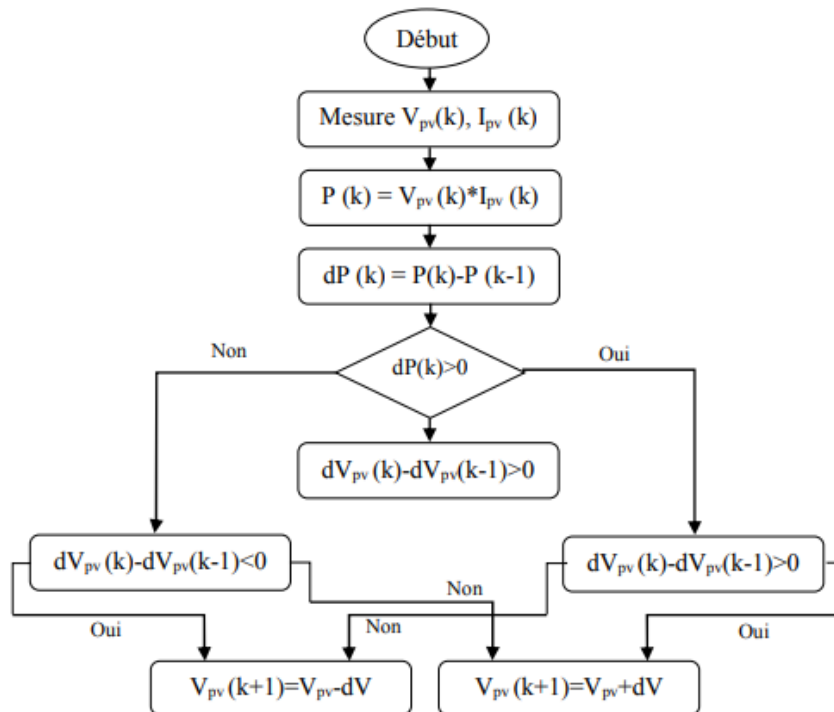 Début
Mesure Vpv(k), Ipv (k)
P (k) = Vpv (k)*Ipv (k)
dP (k) = P(k)-P (k-1)
Non
Oui
dP(k)>0
dVpv (k)-dVpv(k-1)>0
dVpv (k)-dVpv(k-1)<0
dVpv (k)-dVpv(k-1)>0
Non
Oui
Non
Oui
Vpv (k+1)=Vpv-dV
Vpv (k+1)=Vpv+dV